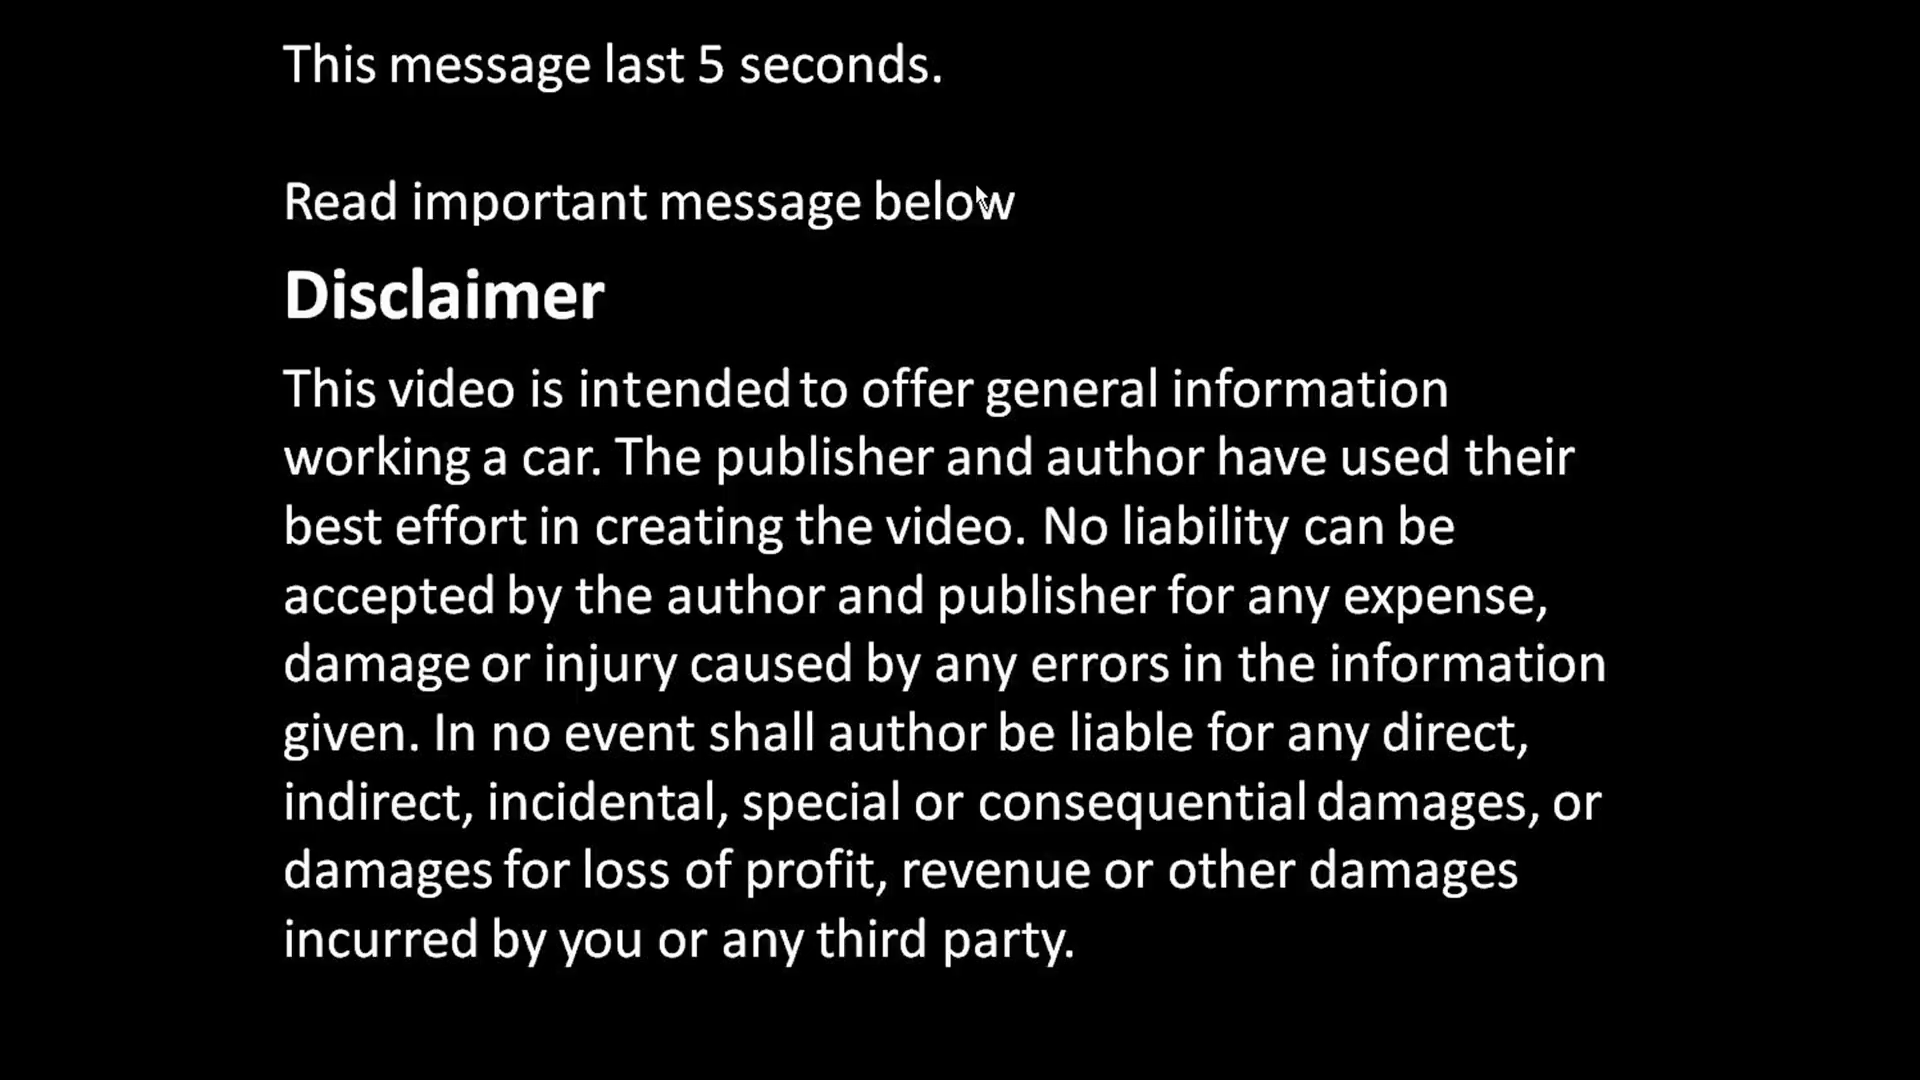 This message last 5 seconds.
Read important message below
Disclaimer
This video is intended to offer general information
working a car. The publisher and author have used their
best effort in creating the video. No liability can be
accepted by the author and publisher for any expense,
damage or injury caused by any errors in the information
given. In no event shall author be liable for any direct,
indirect, incidental, special or consequential damages, or
damages for loss of profit, revenue or other damages
incurred by you or any third party.